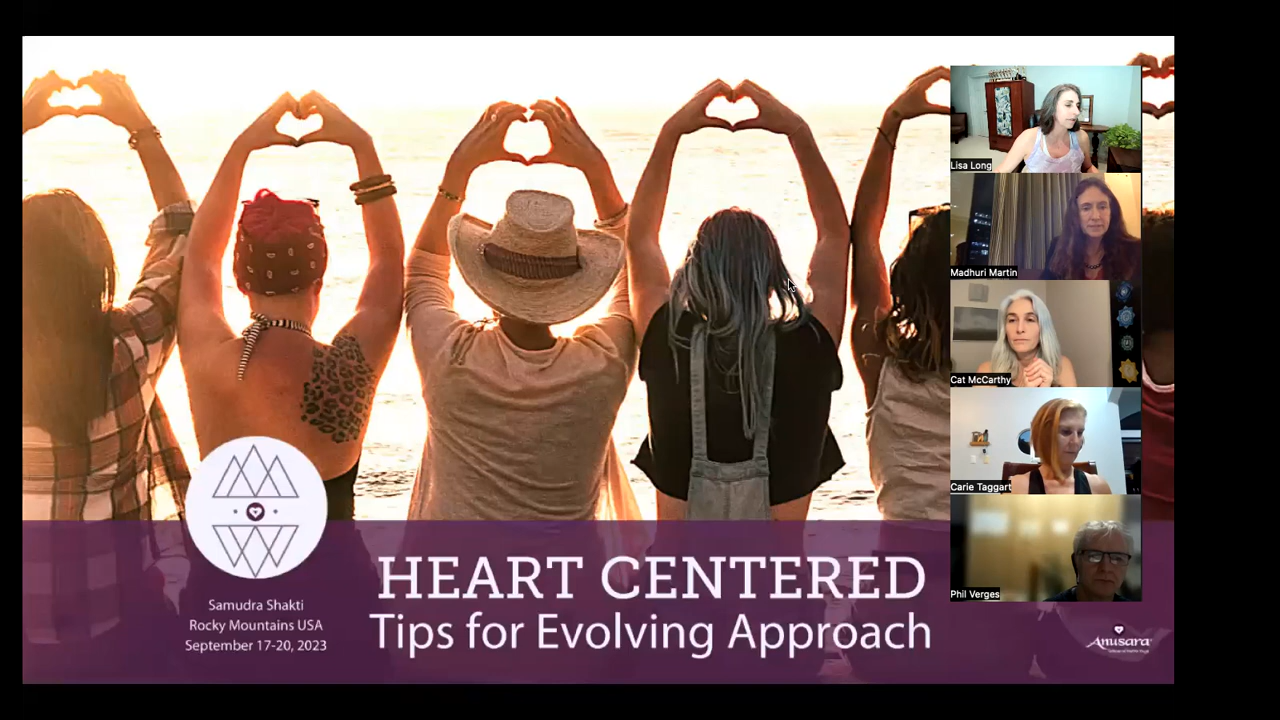 Lisa Long
Madhuri Martin
Cat McCarthy
Carie Taggart
Phil Verges
HEART CENTERED
Tips for Evolving Approach
Samudra Shakti
Rocky Mountains USA
September 17-20, 2023
Anusara